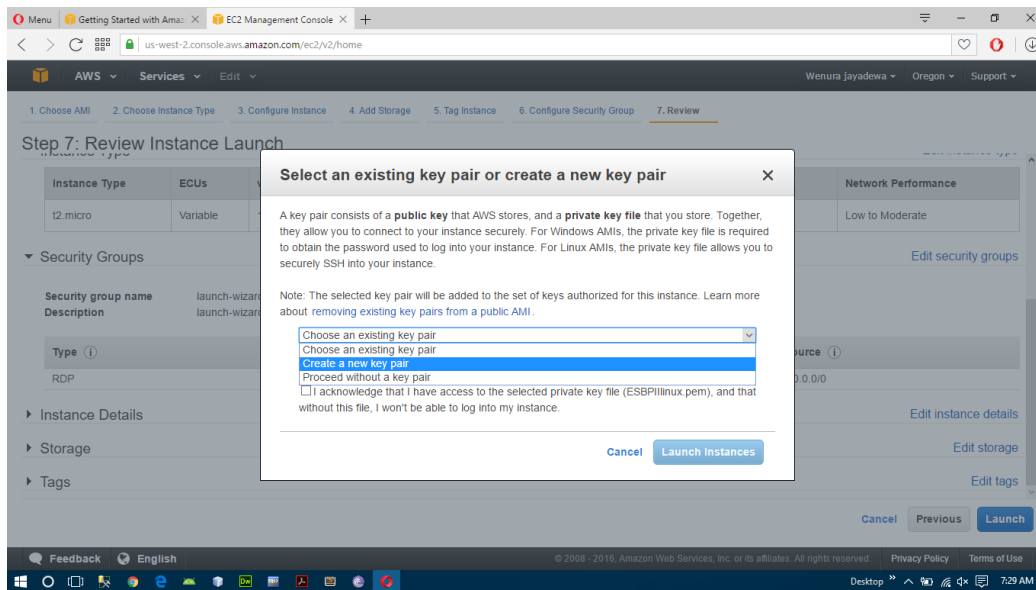 Menu
Getting Started with Amaz
EC2 Management Console
us-west-2.console.aws.amazon.com/ec2/v2/home
AWS Services Edit Wenura jayadewa Oregon Support
1. Choose AMI 2. Choose Instance Type 3. Configure Instance 4. Add Storage 5. Tag Instance 6. Configure Security Group 7. Review
Step 7: Review Instance Launch
Instance Type Edit instance type
Instance Type ECUs Network Performance
t2.micro Variable Low to Moderate
Security Groups Edit security groups
Security group name launch-wizar
Description launch-wizar
Type
RDP 0.0.0/0
Instance Details Edit instance details
Storage Edit storage
Tags Edit tags
Select an existing key pair or create a new key pair
A key pair consists of a public key that AWS stores, and a private key file that you store. Together,
they allow you to connect to your instance securely. For Windows AMIs, the private key file is required
to obtain the password used to log into your instance. For Linux AMIs, the private key file allows you to
securely SSH into your instance.
Note: The selected key pair will be added to the set of keys authorized for this instance. Learn more
about removing existing key pairs from a public AMI.
Choose an existing key pair
Choose an existing key pair
Create a new key pair
Proceed without a key pair
I acknowledge that I have access to the selected private key file (ESBPIIlinux.pem), and that
without this file, I won't be able to log into my instance.
Cancel Launch Instances
Cancel Previous Launch
Feedback English © 2008 - 2016, Amazon Web Services, Inc. or its affiliates. All rights reserved. Privacy Policy Terms of Use
Desktop 7:29 AM